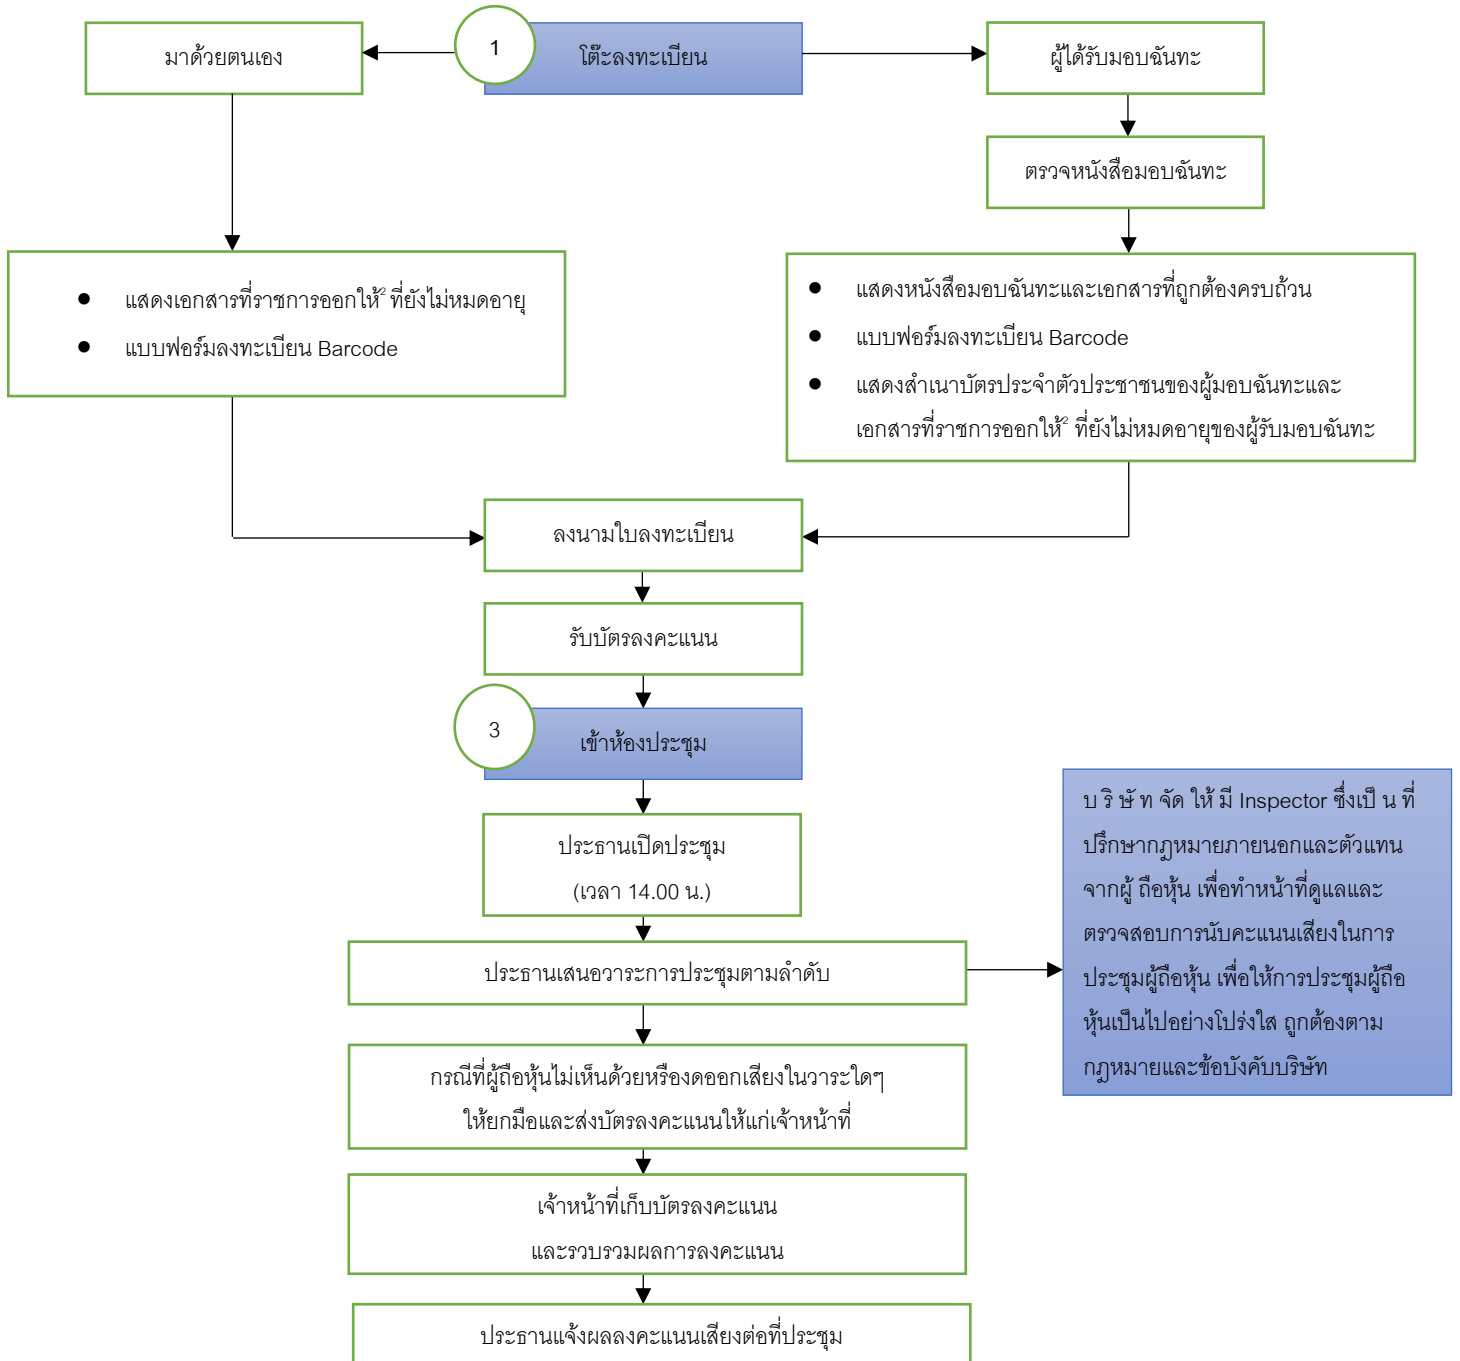 มาด้วยตนเอง
1
โต๊ะลงทะเบียน
ผู้ได้รับมอบฉันทะ
ตรวจหนังสือมอบฉันทะ
● แสดงเอกสารที่ราชการออกให้² ที่ยังไม่หมดอายุ
● แบบฟอร์มลงทะเบียน Barcode
● แสดงหนังสือมอบฉันทะและเอกสารที่ถูกต้องครบถ้วน
● แบบฟอร์มลงทะเบียน Barcode
● แสดงสำเนาบัตรประจำตัวประชาชนของผู้มอบฉันทะและ
เอกสารที่ราชการออกให้² ที่ยังไม่หมดอายุของผู้รับมอบฉันทะ
ลงนามใบลงทะเบียน
รับบัตรลงคะแนน
3
เข้าห้องประชุม
ประธานเปิดประชุม
(เวลา 14.00 น.)
ประธานเสนอวาระการประชุมตามลำดับ
บริษัทจัดให้มี Inspector ซึ่งเป็นที่
ปรึกษากฎหมายภายนอกและตัวแทน
จากผู้ ถือหุ้น เพื่อทำหน้าที่ดูแลและ
ตรวจสอบการนับคะแนนเสียงในการ
ประชุมผู้ถือหุ้น เพื่อให้การประชุมผู้ถือ
หุ้นเป็นไปอย่างโปร่งใส ถูกต้องตาม
กฎหมายและข้อบังคับบริษัท
กรณีที่ผู้ถือหุ้นไม่เห็นด้วยหรืองดออกเสียงในวาระใดๆ
ให้ยกมือและส่งบัตรลงคะแนนให้แก่เจ้าหน้าที่
เจ้าหน้าที่เก็บบัตรลงคะแนน
และรวบรวมผลการลงคะแนน
ประธานแจ้งผลลงคะแนนเสียงต่อที่ประชุม